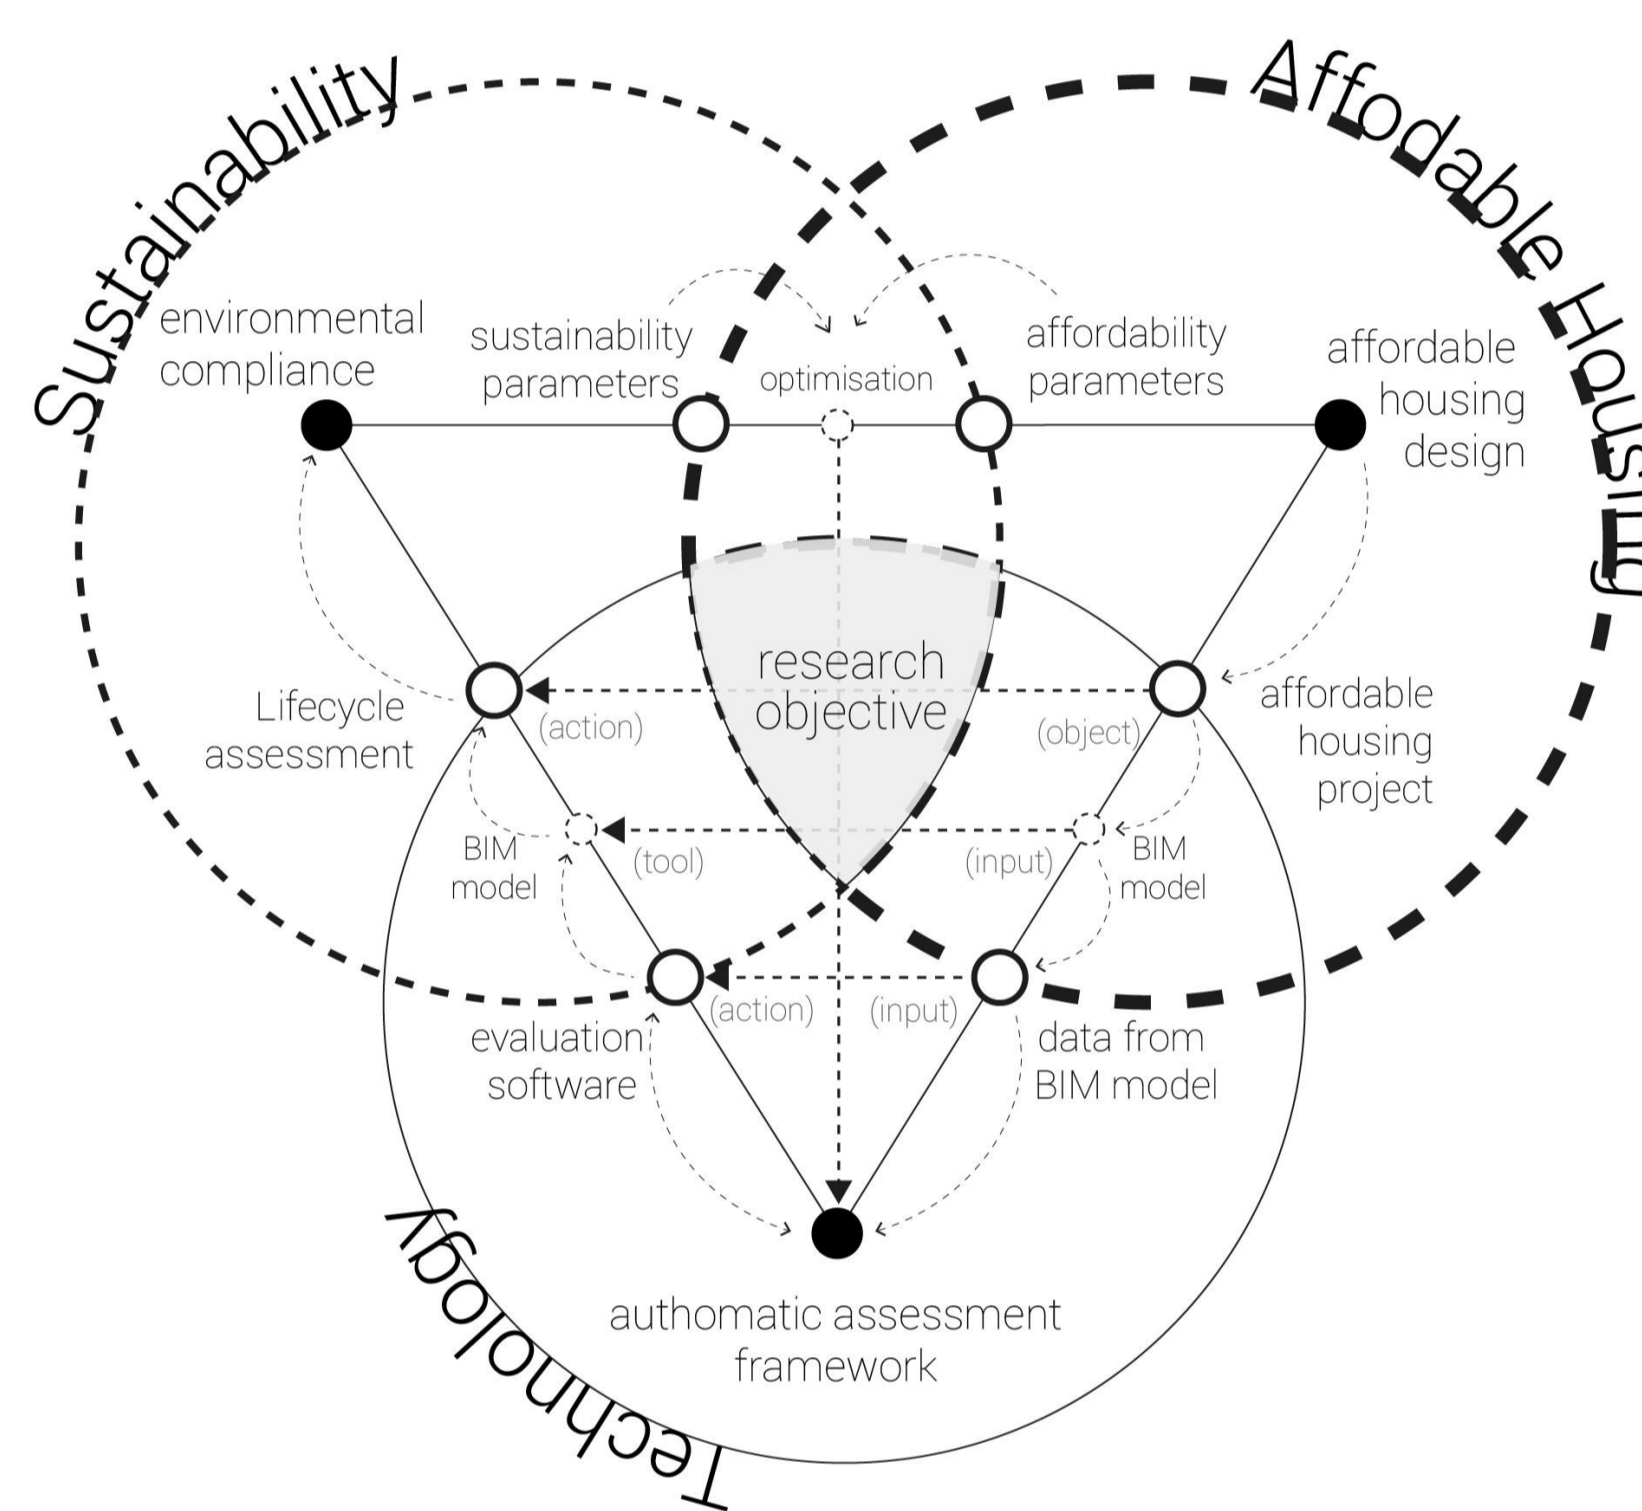 Sustainability
Affodable Housing
environmental
compliance
sustainability
parameters
optimisation
affordability
parameters
affordable
housing
design
research
objective
Lifecycle
assessment
(action)
(object)
affordable
housing
project
BIM
model
(tool)
(input)
BIM
model
evaluation
software
(action)
(input)
data from
BIM model
authomatic assessment
framework
Technology